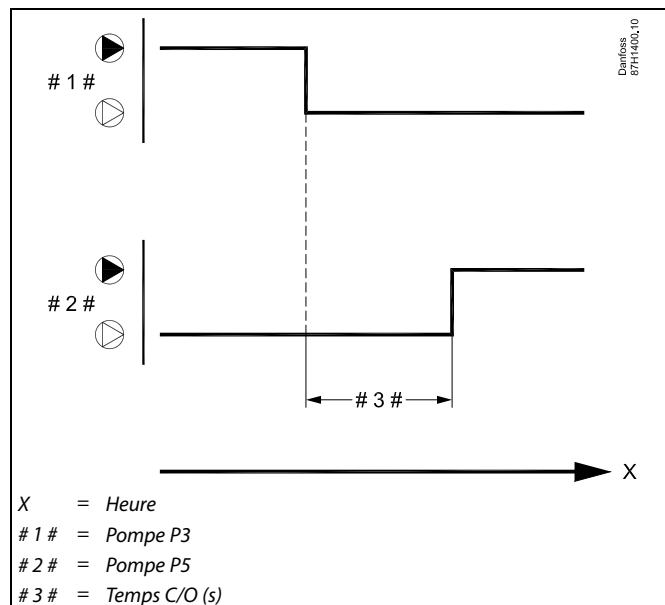 Danfoss
87H1400.10
# 1 #
# 2 #
# 3 #
X
X = Heure
# 1 # = Pompe P3
# 2 # = Pompe P5
# 3 # = Temps C/O (s)